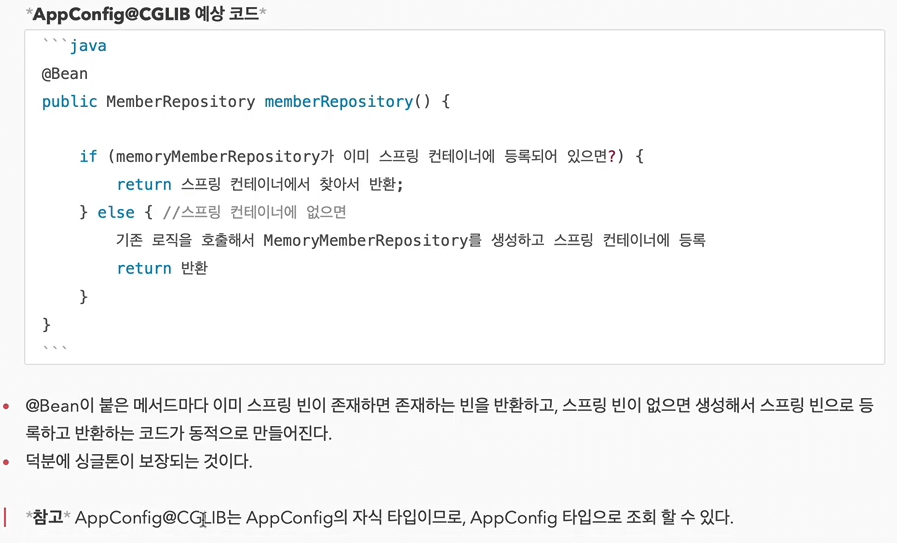 *AppConfig@CGLIB 예상 코드*
```java
@Bean
public MemberRepository memberRepository() {
if (memoryMemberRepository가 이미 스프링 컨테이너에 등록되어 있으면?) {
return 스프링 컨테이너에서 찾아서 반환;
} else { //스프링 컨테이너에 없으면
기존 로직을 호출해서 MemoryMemberRepository를 생성하고 스프링 컨테이너에 등록
return 반환
}
}
```
• @Bean이 붙은 메서드마다 이미 스프링 빈이 존재하면 존재하는 빈을 반환하고, 스프링 빈이 없으면 생성해서 스프링 빈으로 등
록하고 반환하는 코드가 동적으로 만들어진다.
• 덕분에 싱글톤이 보장되는 것이다.
*참고* AppConfig@CGLIB는 AppConfig의 자식 타입이므로, AppConfig 타입으로 조회 할 수 있다.